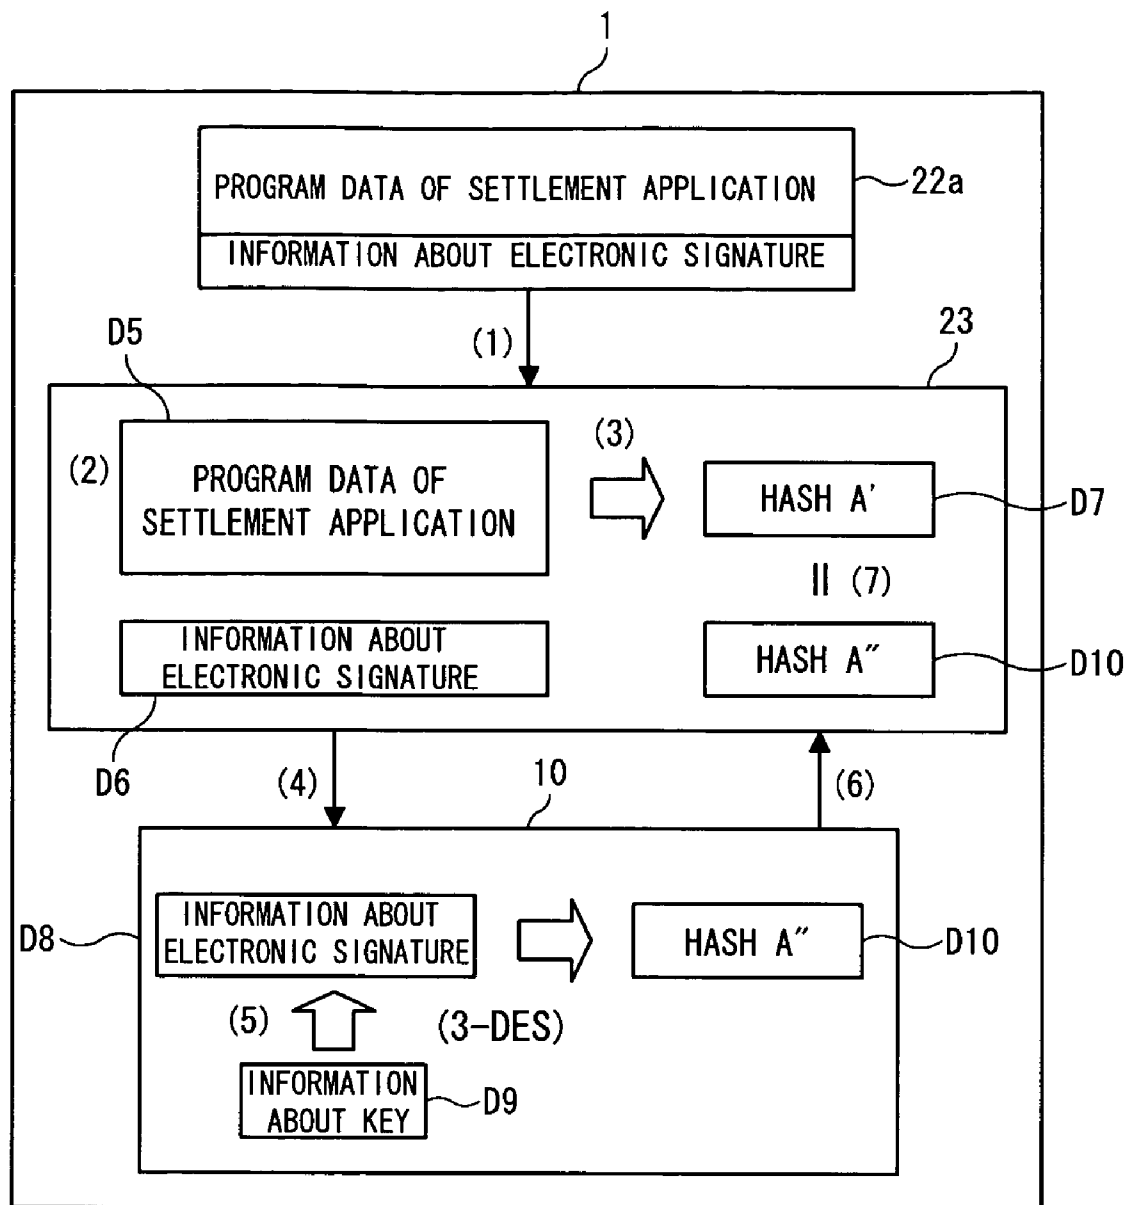 1
PROGRAM DATA OF SETTLEMENT APPLICATION
22a
INFORMATION ABOUT ELECTRONIC SIGNATURE
(1)
D5
23
(2)
PROGRAM DATA OF
SETTLEMENT APPLICATION
(3)
HASH A'
D7
|| (7)
INFORMATION ABOUT
ELECTRONIC SIGNATURE
HASH A"
D10
D6
(4)
10
(6)
D8
INFORMATION ABOUT
ELECTRONIC SIGNATURE
HASH A"
D10
(5)
(3-DES)
INFORMATION
ABOUT KEY
D9